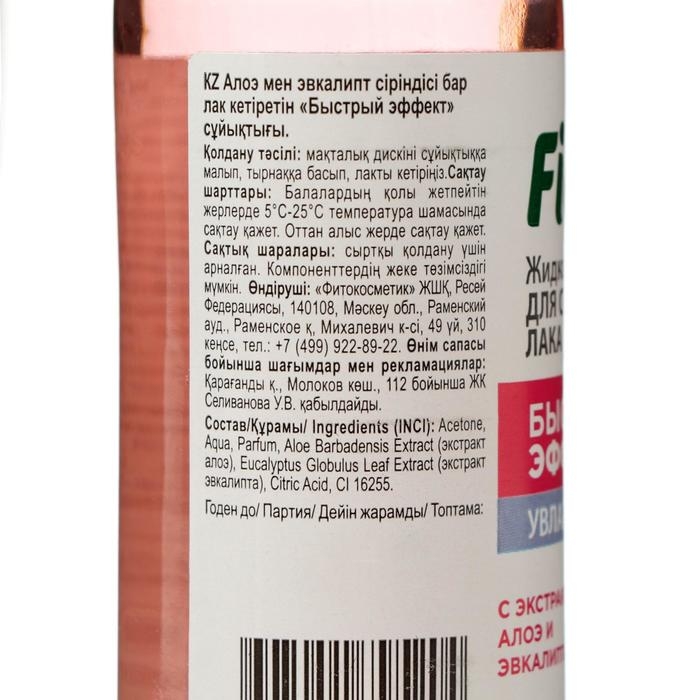 KZ Алоэ мен эвкалипт сіріндісі бар
лак кетіретін «Быстрый эффект»
сұйықтығы.
Қолдану тәсілі: мақталық дискіні сұйықтыққа
малып, тырнаққа басып, лакты кетіріңіз.Сақтау
шарттары: Балалардың қолы жетпейтін
жерлерде 5°C-25°C температура шамасында
сақтау қажет. Оттан алыс жерде сақтау қажет.
Сақтық шаралары: сыртқы қолдану үшін
арналған. Компоненттердің жеке төзімсіздігі
мүмкін. Өндіруші: «Фитокосметик» ЖШҚ, Ресей
Федерациясы, 140108, Мәскеу обл., Раменский
ауд., Раменское қ, Михалевич к-сі, 49 үй, 310
кеңсе, тел.: +7 (499) 922-89-22. Өнім сапасы
бойынша шағымдар мен рекламациялар:
Қарағанды қ., Молоков көш., 112 бойынша ЖК
Селиванова У.В. қабылдайды.
Состав/Құрамы/ Ingredients (INCI): Acetone,
Aqua, Parfum, Aloe Barbadensis Extract (экстракт
алоэ), Eucalyptus Globulus Leaf Extract (экстракт
эвкалипта), Citric Acid, CI 16255.
Годен до/ Партия/ Дейін жарамды/ Топтама:
Fi
Жидк
ДЛЯ С
ЛАКА
БЫ
ЭФ
УВЛА
С ЭКСТРА
АЛОЭ И
ЭВКАЛИПТ